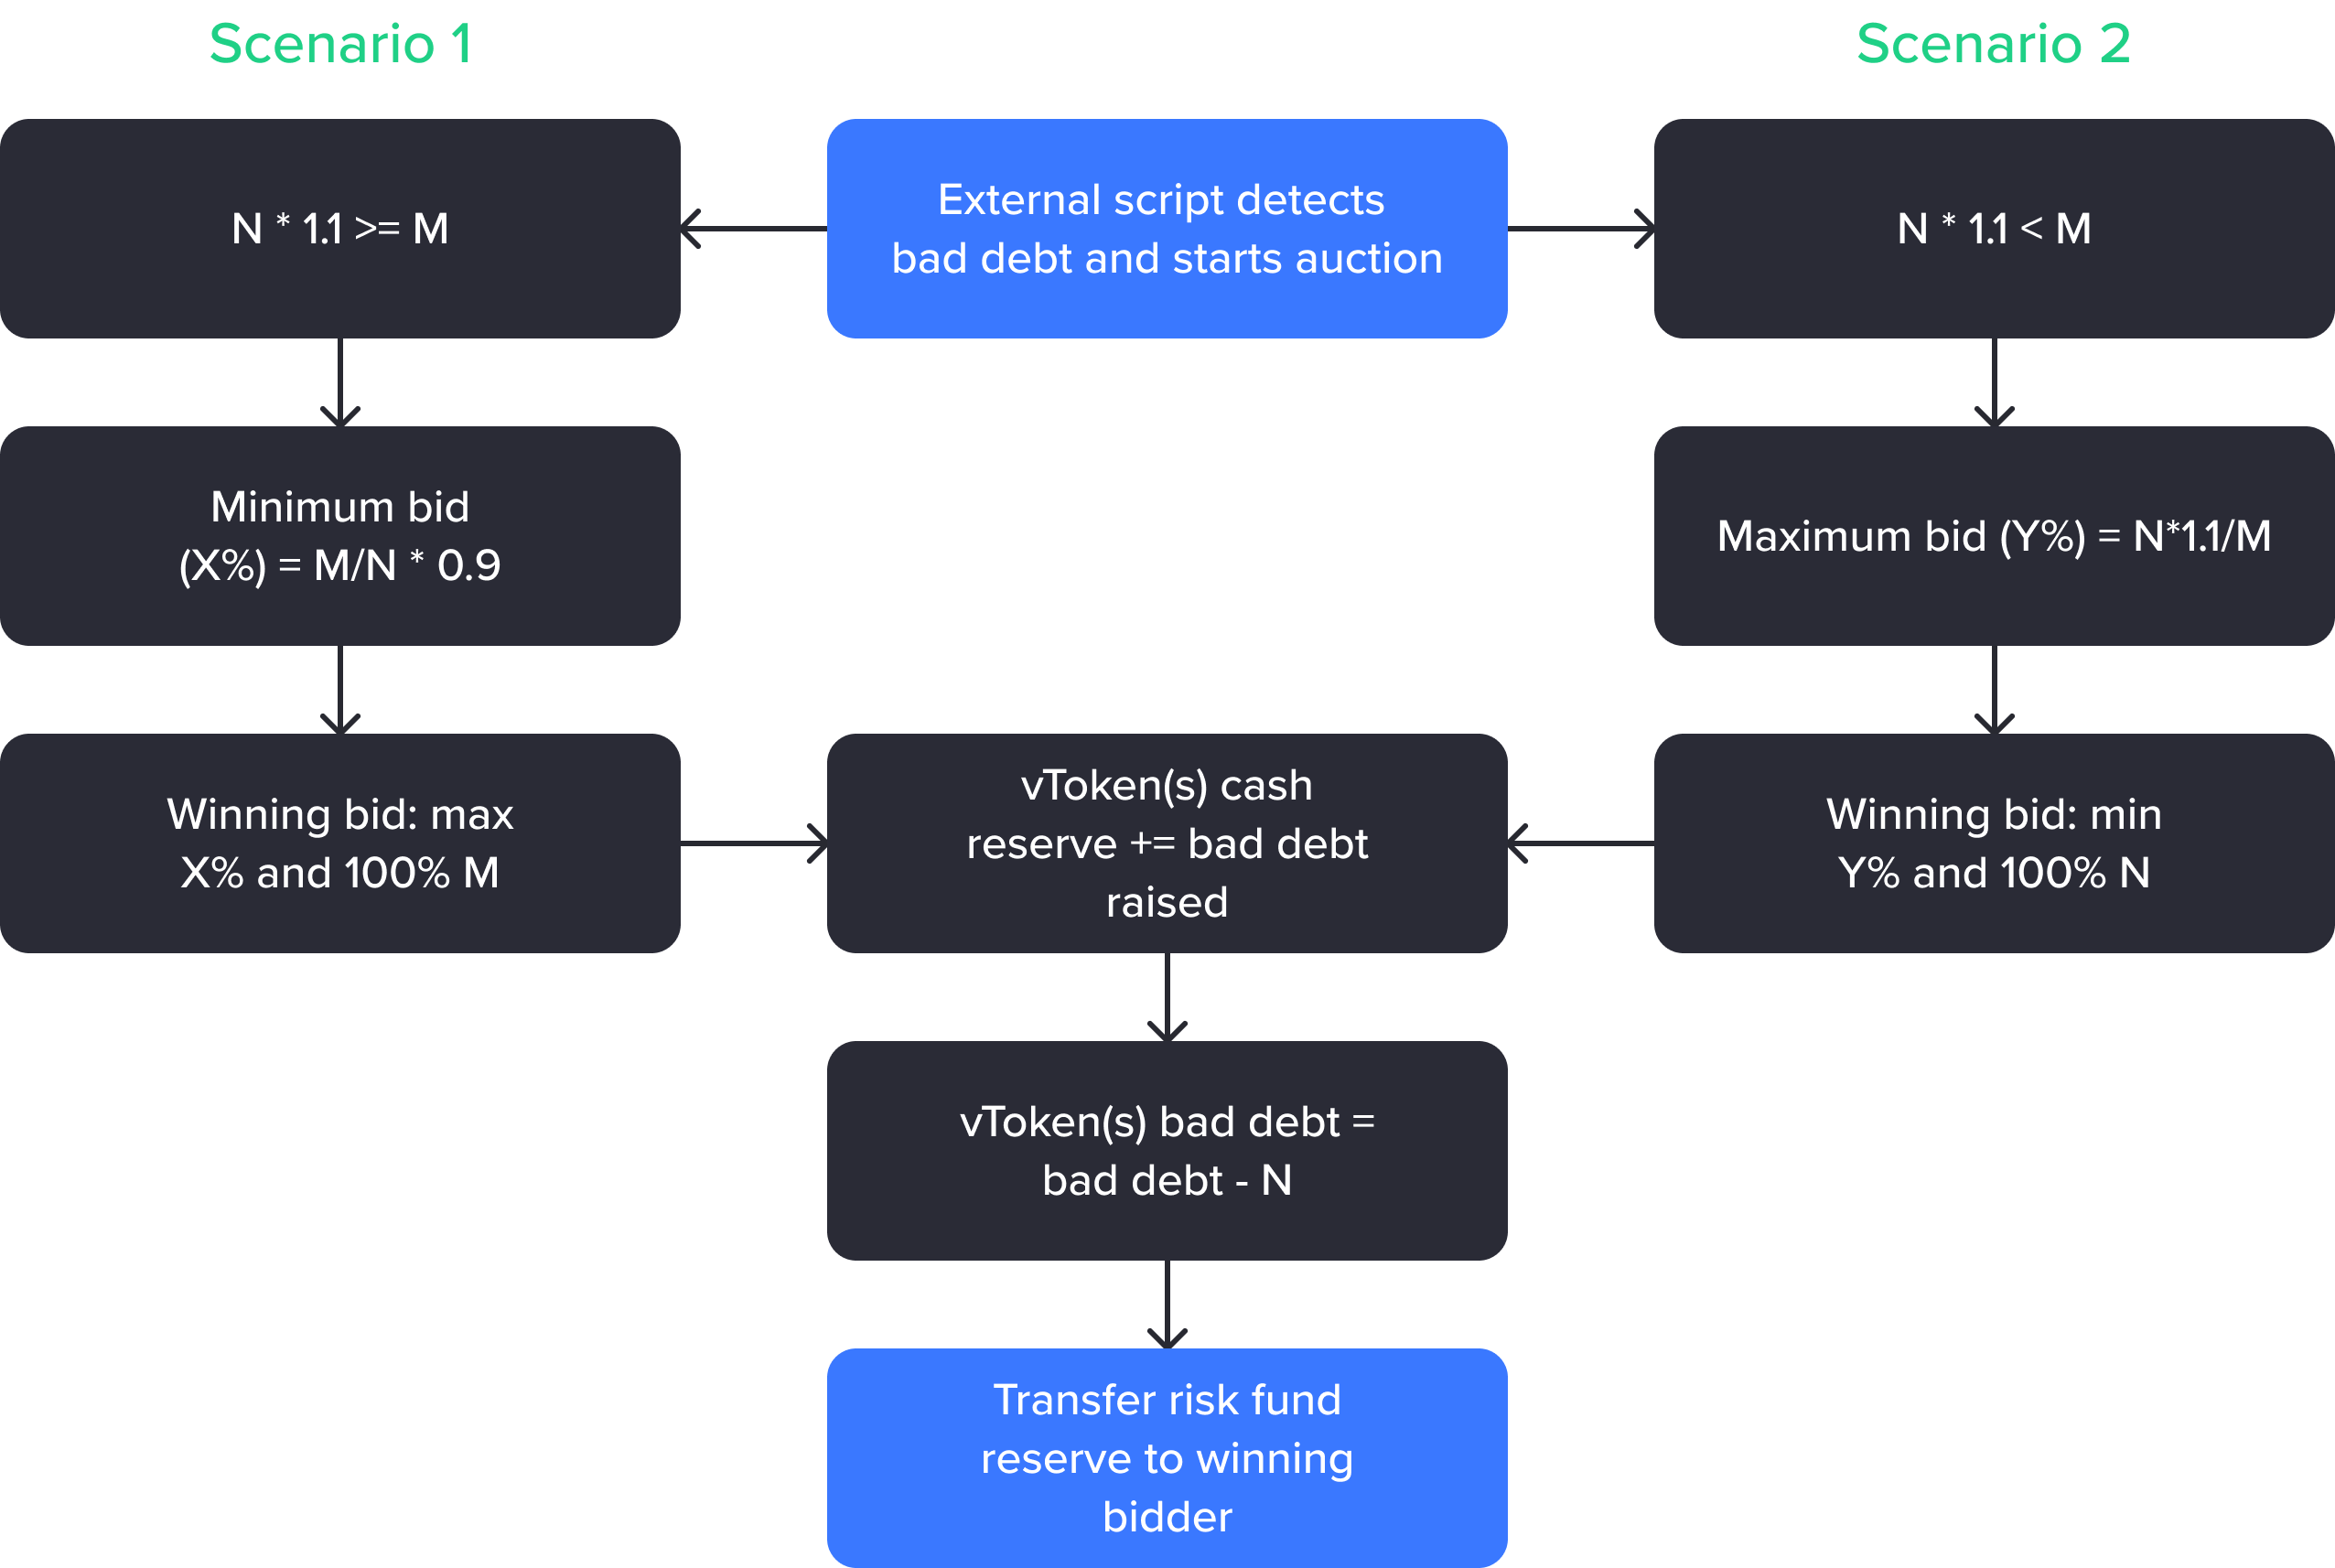 Scenario 1
Scenario 2
N * 1.1 >= M
External script detects
bad debt and starts auction
N * 1.1 < M
Minimum bid
(X%) = M/N * 0.9
Maximum bid (Y%) = N*1.1/M
Winning bid: max
X% and 100% M
vToken(s) cash
reserve += bad debt
raised
Winning bid: min
Y% and 100% N
vToken(s) bad debt =
bad debt - N
Transfer risk fund
reserve to winning
bidder